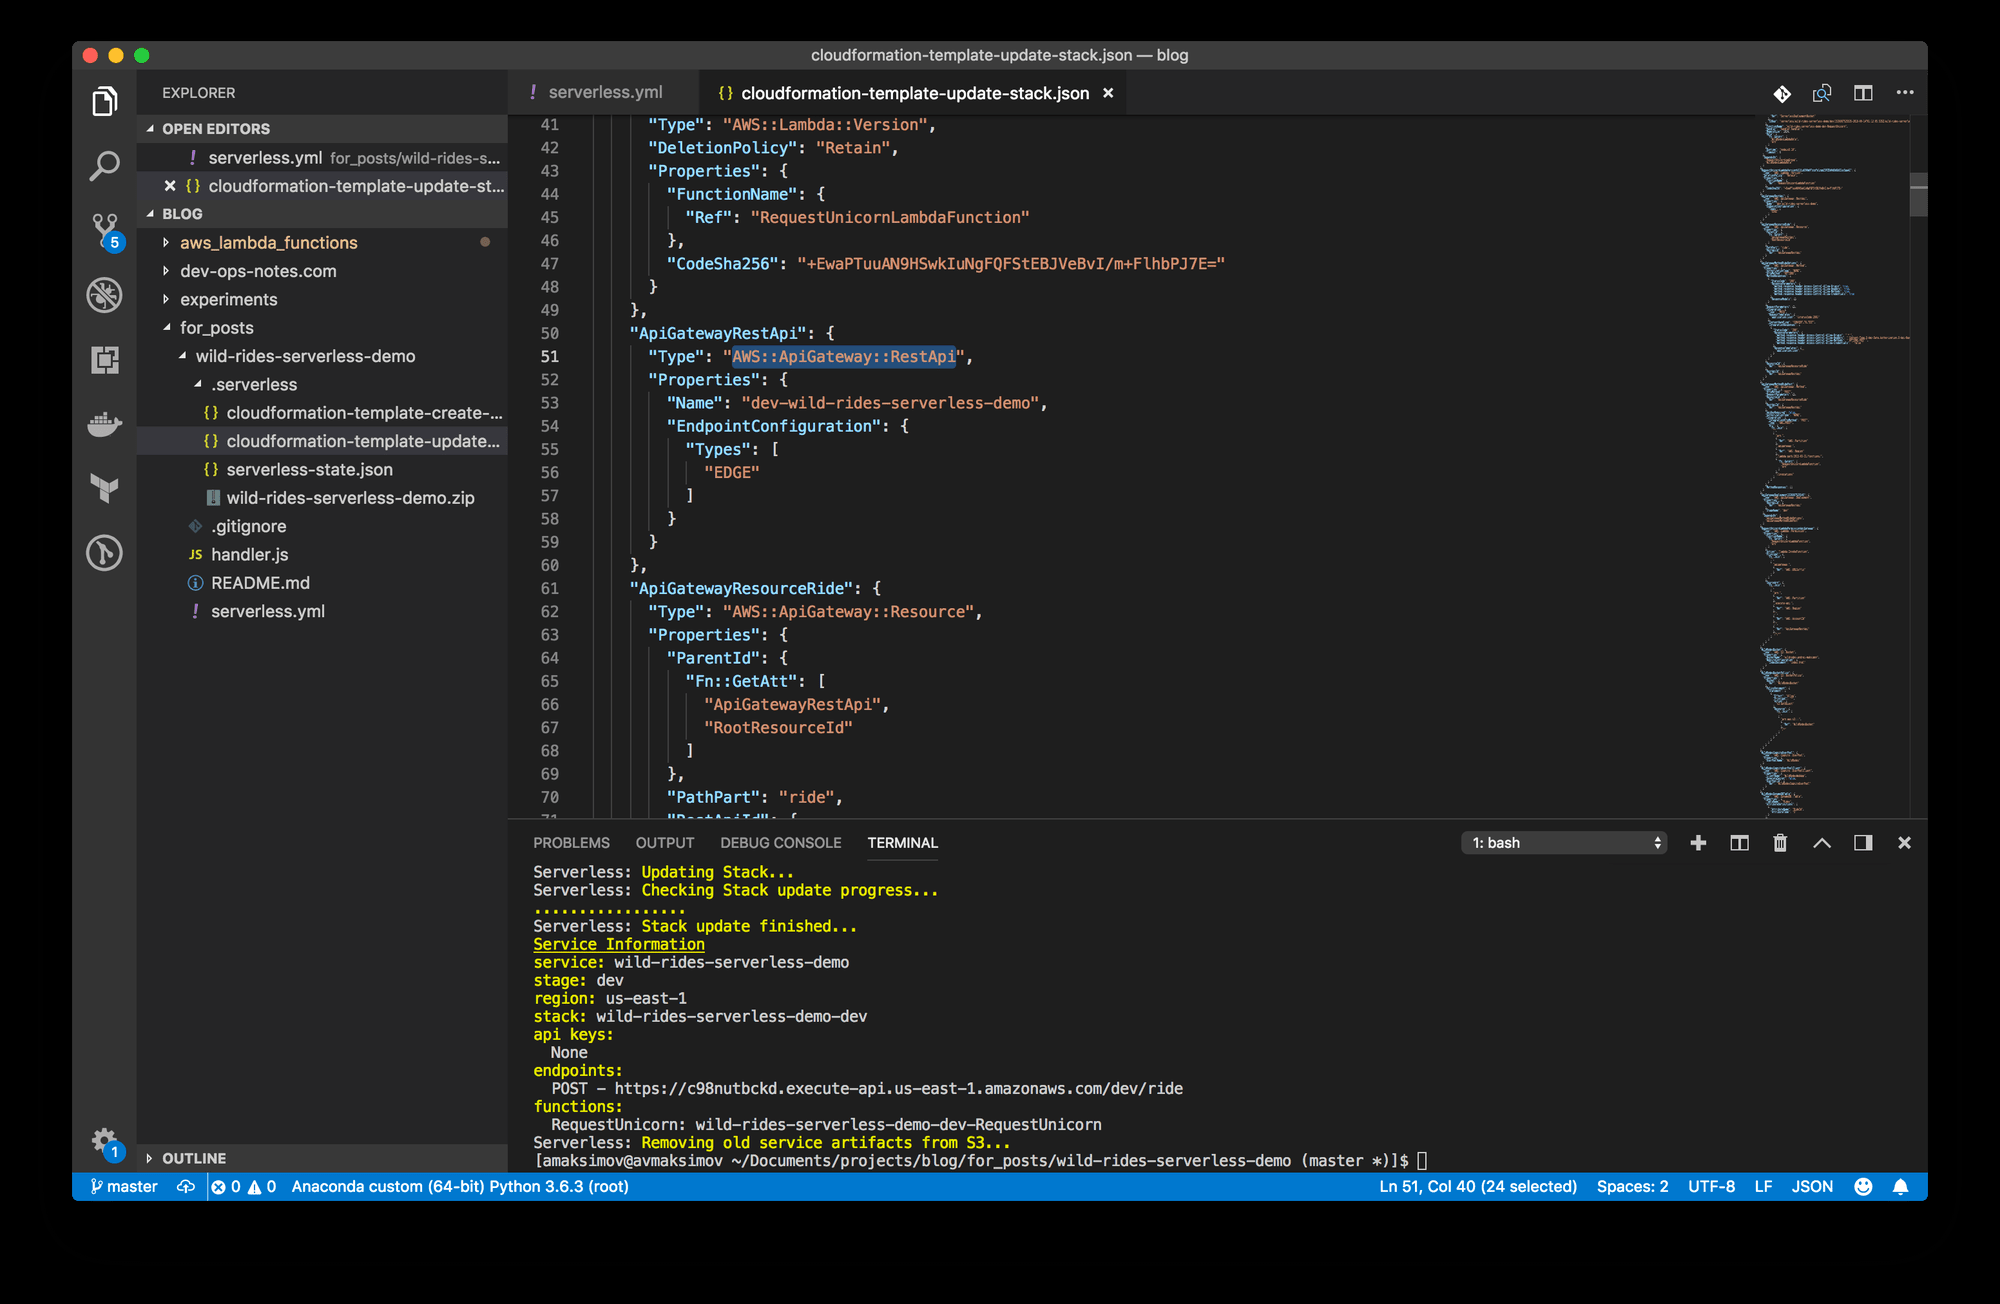 cloudformation-template-update-stack.json — blog
EXPLORER
OPEN EDITORS
! serverless.yml for_posts/wild-rides-s...
{} cloudformation-template-update-st...
BLOG
aws_lambda_functions
dev-ops-notes.com
experiments
for_posts
wild-rides-serverless-demo
.serverless
{} cloudformation-template-create-...
{} cloudformation-template-update...
{} serverless-state.json
wild-rides-serverless-demo.zip
.gitignore
JS handler.js
README.md
! serverless.yml
OUTLINE
5
1
! serverless.yml
{} cloudformation-template-update-stack.json
41 "Type": "AWS::Lambda::Version",
42 "DeletionPolicy": "Retain",
43 "Properties": {
44 "FunctionName": {
45 "Ref": "RequestUnicornLambdaFunction"
46 },
47 "CodeSha256": "+EwaPTuuAN9HSwkIuNgFQFStEBJVeBvI/m+FlhbPJ7E="
48 }
49 },
50 "ApiGatewayRestApi": {
51 "Type": "AWS::ApiGateway::RestApi",
52 "Properties": {
53 "Name": "dev-wild-rides-serverless-demo",
54 "EndpointConfiguration": {
55 "Types": [
56 "EDGE"
57 ]
58 }
59 }
60 },
61 "ApiGatewayResourceRide": {
62 "Type": "AWS::ApiGateway::Resource",
63 "Properties": {
64 "ParentId": {
65 "Fn::GetAtt": [
66 "ApiGatewayRestApi",
67 "RootResourceId"
68 ]
69 },
70 "PathPart": "ride",
71 "RestApiId": {
PROBLEMS OUTPUT DEBUG CONSOLE TERMINAL
1: bash
Serverless: Updating Stack...
Serverless: Checking Stack update progress...
.................
Serverless: Stack update finished...
Service Information
service: wild-rides-serverless-demo
stage: dev
region: us-east-1
stack: wild-rides-serverless-demo-dev
api keys:
None
endpoints:
POST - https://c98nutbckd.execute-api.us-east-1.amazonaws.com/dev/ride
functions:
RequestUnicorn: wild-rides-serverless-demo-dev-RequestUnicorn
Serverless: Removing old service artifacts from S3...
[amaksimov@avmaksimov ~/Documents/projects/blog/for_posts/wild-rides-serverless-demo (master *)]$
master 0 0 Anaconda custom (64-bit) Python 3.6.3 (root) Ln 51, Col 40 (24 selected) Spaces: 2 UTF-8 LF JSON